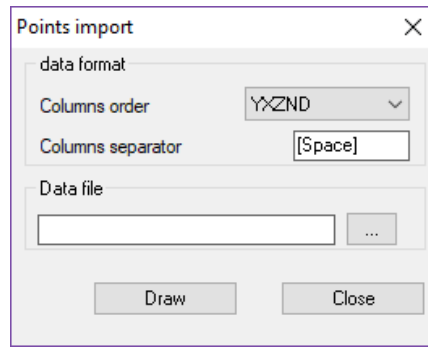 Points import
data format
Columns order YXZND
Columns separator [Space]
Data file
...
Draw Close